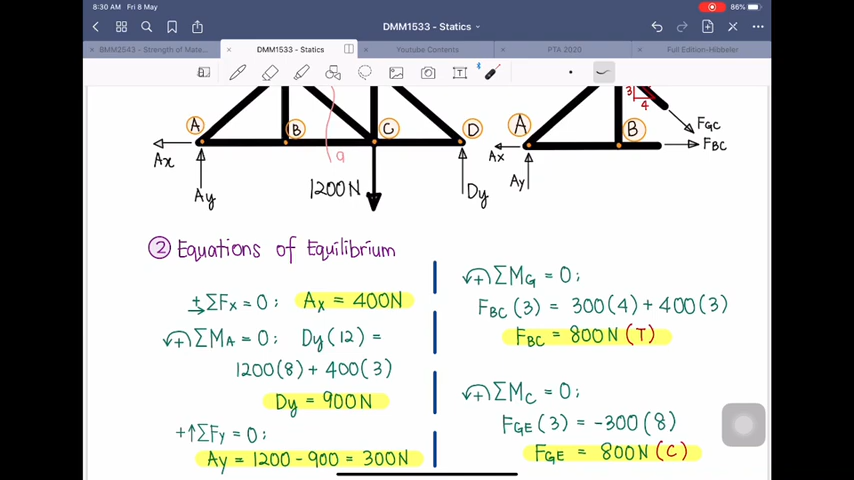 8:30 AM Fri 8 May
86%
DMM1533 - Statics
BMM2543 - Strength of Mate...
DMM1533 - Statics
Youtube Contents
PTA 2020
Full Edition-Hibbeler
A B C D
Ax
Ay
1200N
Dy
a
3
4
FGC
A B
FBC
Ax
Ay
② Equations of Equilibrium
+→ ΣFx = 0; Ax = 400N
↶+ ΣMA = 0; Dy(12) =
1200(8) + 400(3)
Dy = 900N
+↑ΣFy = 0;
Ay = 1200 - 900 = 300N
↶+ ΣMG = 0;
FBC (3) = 300(4) + 400(3)
FBC = 800N (T)
↶+ ΣMC = 0;
FGE (3) = -300(8)
FGE = 800N (C)